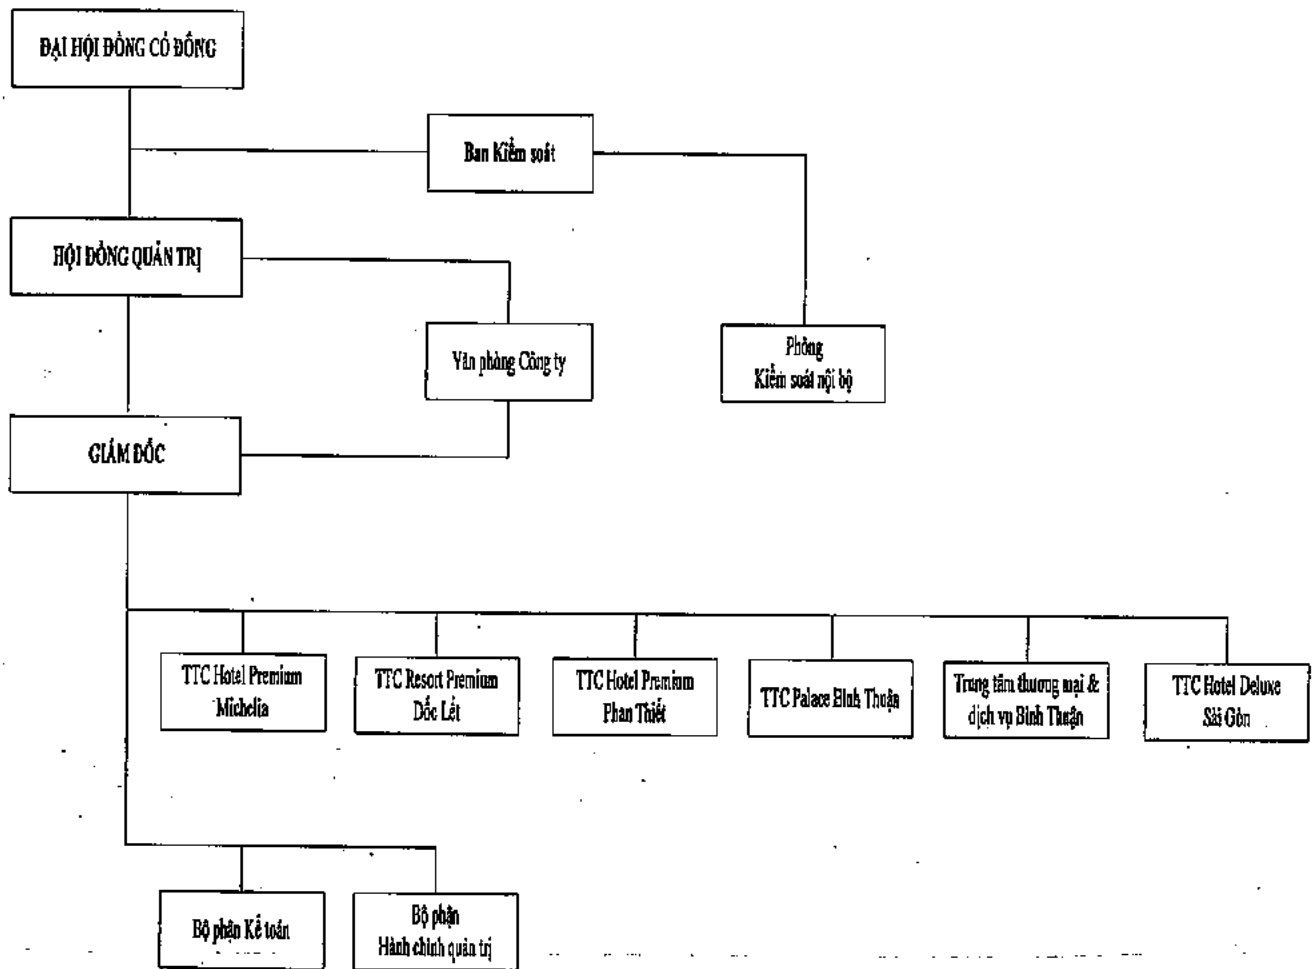 ĐẠI HỘI ĐỒNG CỔ ĐÔNG
Ban Kiểm soát
HỘI ĐỒNG QUẢN TRỊ
Văn phòng Công ty
Phòng
Kiểm soát nội bộ
GIÁM ĐỐC
TTC Hotel Premium
Michelia
TTC Resort Premium
Dốc Lết
TTC Hotel Premium
Phan Thiết
TTC Palace Bình Thuận
Trung tâm thương mại &
dịch vụ Bình Thuận
TTC Hotel Deluxe
Sài Gòn
Bộ phận Kế toán
Bộ phận
Hành chính quản trị